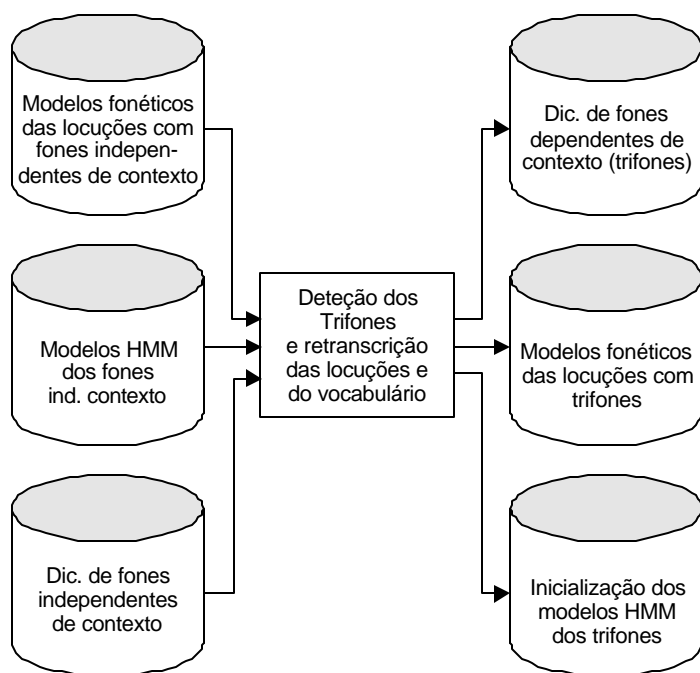 Modelos fonéticos
das locuções com
fones indepen-
dentes de contexto
Modelos HMM
dos fones
ind. contexto
Dic. de fones
independentes
de contexto
Deteção dos
Trifones
e retranscrição
das locuções e
do vocabulário
Dic. de fones
dependentes de
contexto (trifones)
Modelos fonéticos
das locuções com
trifones
Inicialização dos
modelos HMM
dos trifones